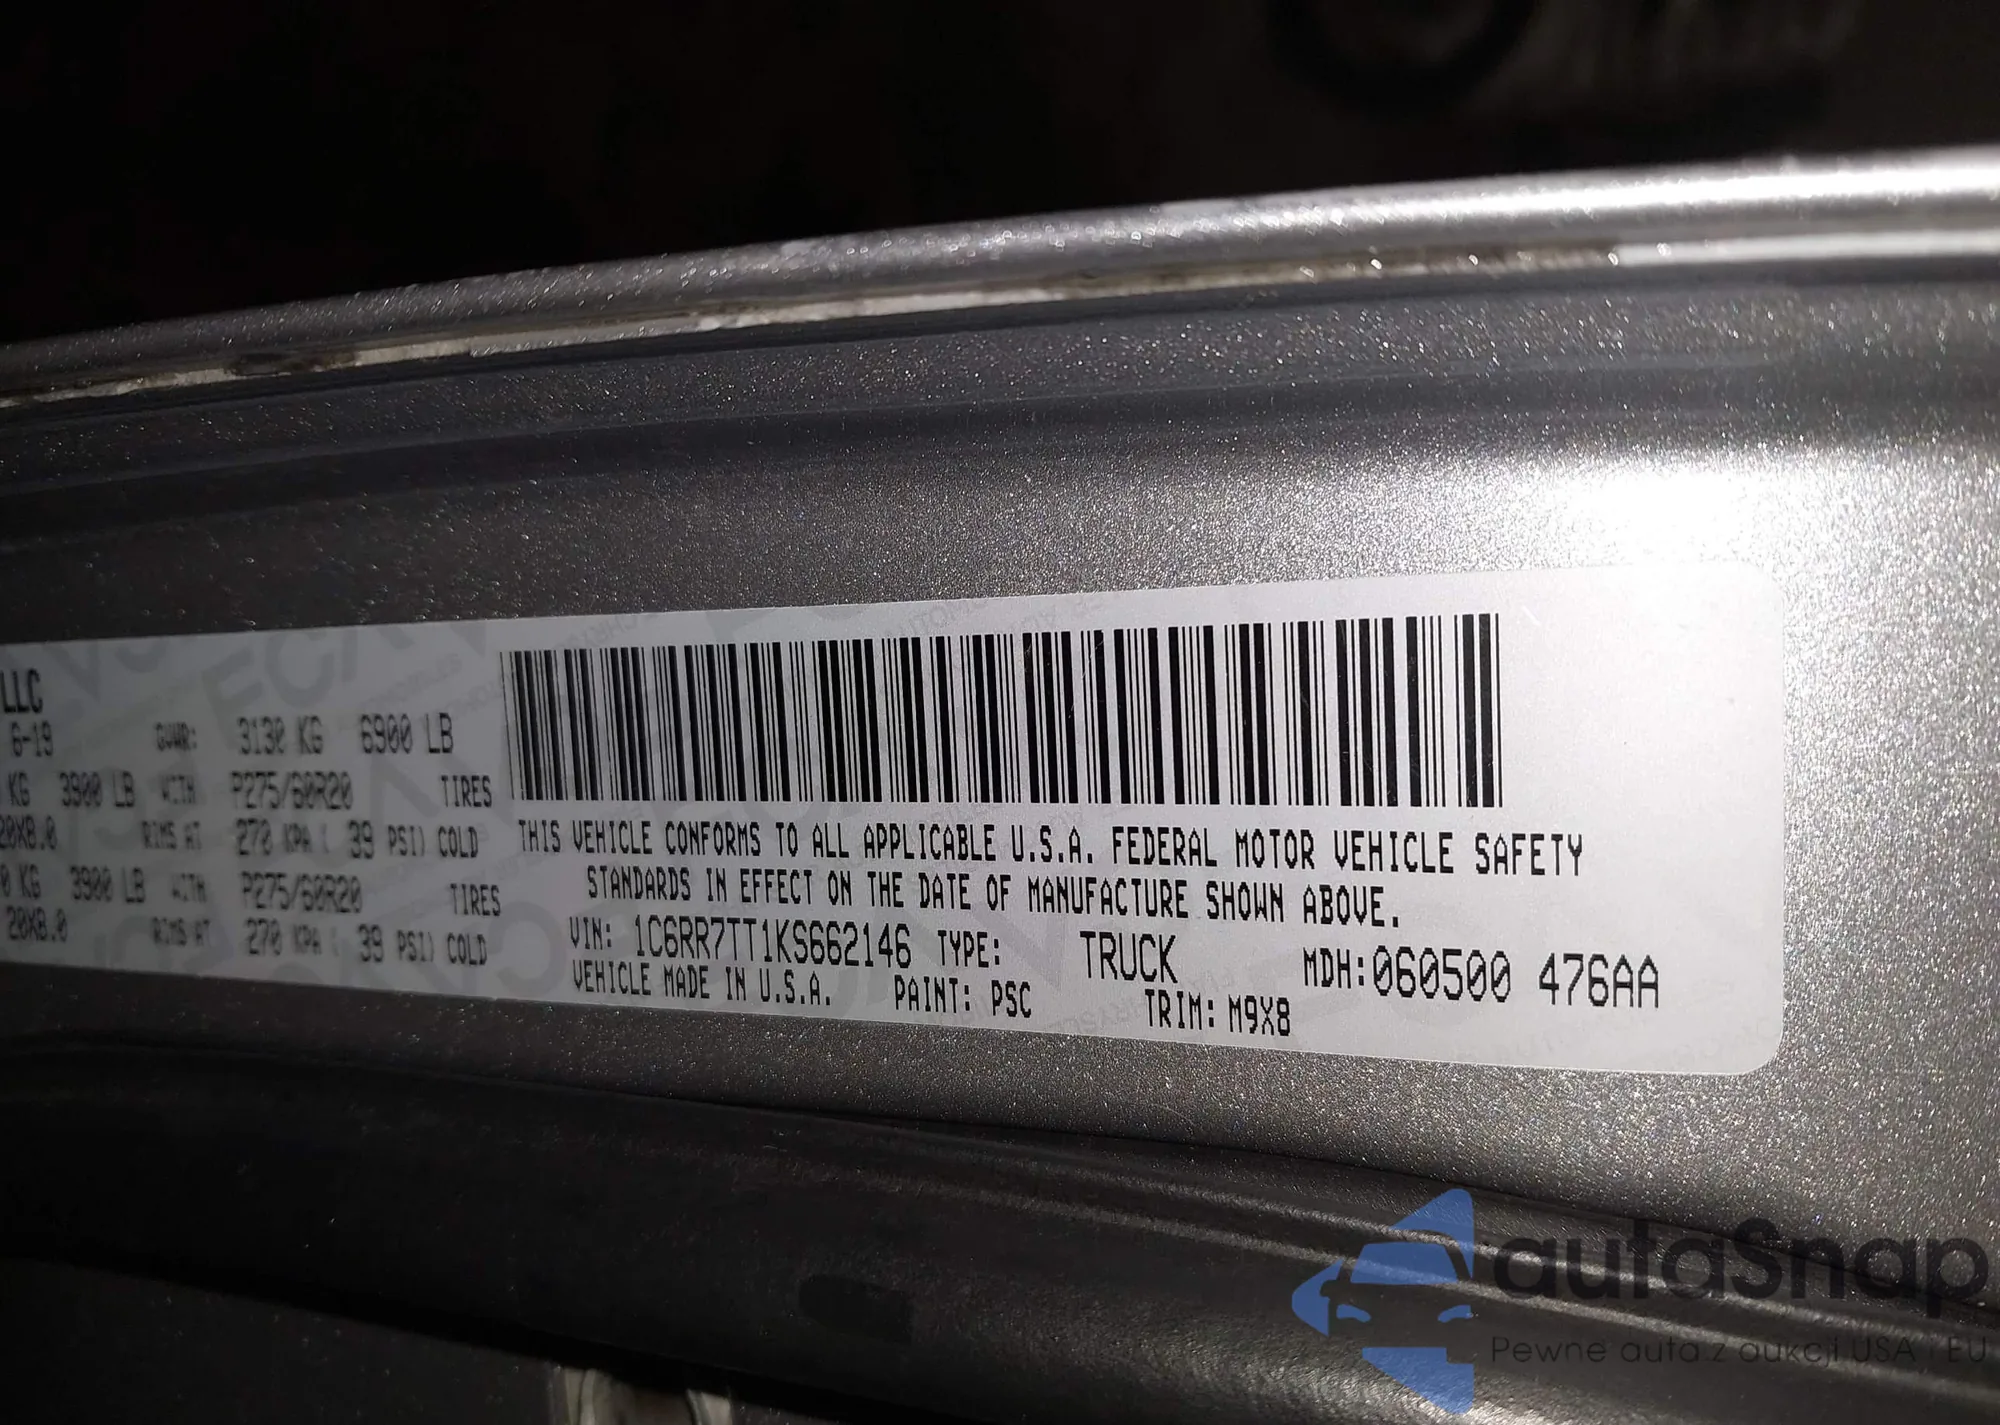 LLC
6-19 GVWR: 3130 KG 6900 LB
KG 3900 LB WITH P275/60R20 TIRES
20X8.0 RIMS AT 270 KPA ( 39 PSI) COLD
0 KG 3900 LB WITH P275/60R20 TIRES
20X8.0 RIMS AT 270 KPA ( 39 PSI) COLD
THIS VEHICLE CONFORMS TO ALL APPLICABLE U.S.A. FEDERAL MOTOR VEHICLE SAFETY
STANDARDS IN EFFECT ON THE DATE OF MANUFACTURE SHOWN ABOVE.
VIN: 1C6RR7TT1KS662146 TYPE: TRUCK MDH:060500 476AA
VEHICLE MADE IN U.S.A. PAINT: PSC TRIM: M9X8
autaSnap
Pewne auta z aukcji USA i EU